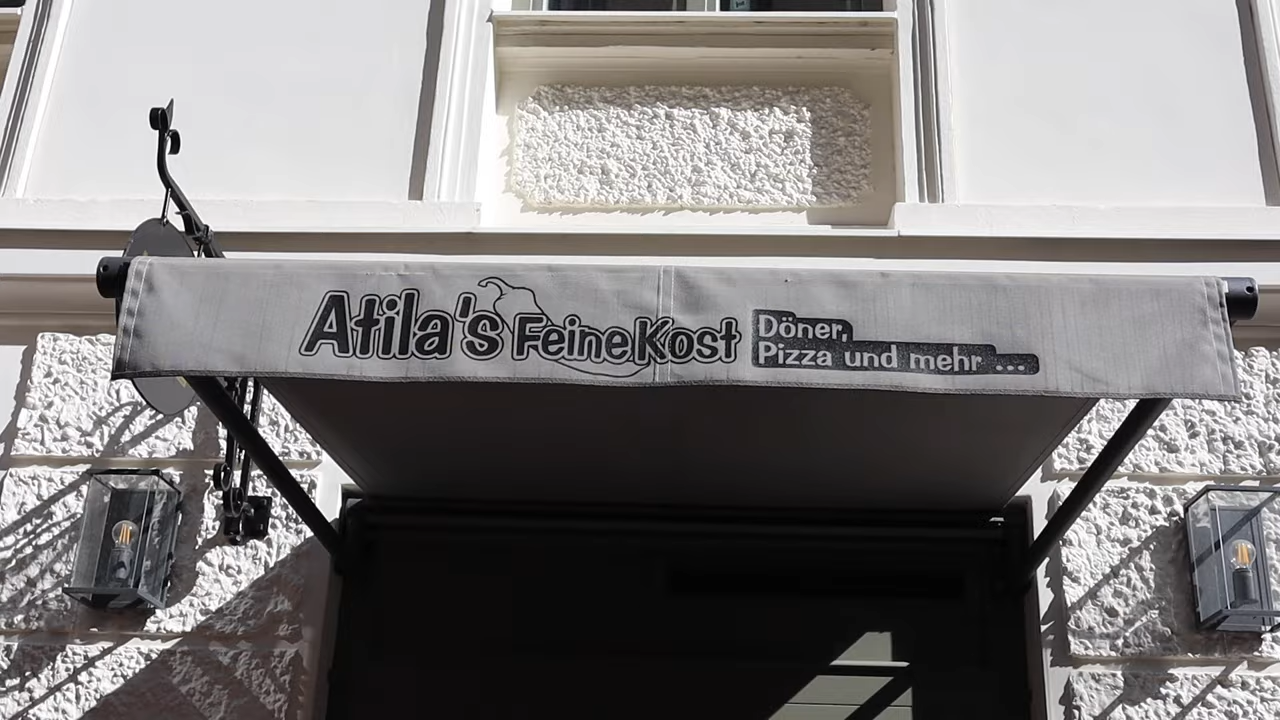 Atila's FeineKost
Döner,
Pizza und mehr ...